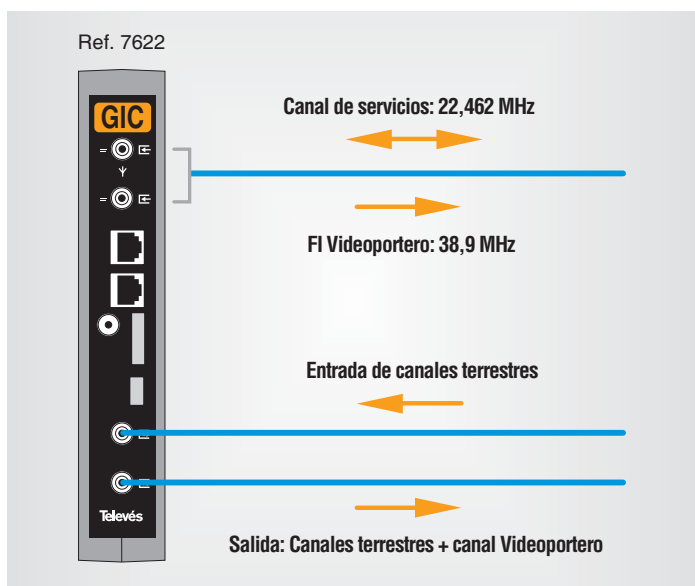 Ref. 7622
GIC
Canal de servicios: 22,462 MHz
FI Videoportero: 38,9 MHz
Entrada de canales terrestres
Televés
Salida: Canales terrestres + canal Videoportero